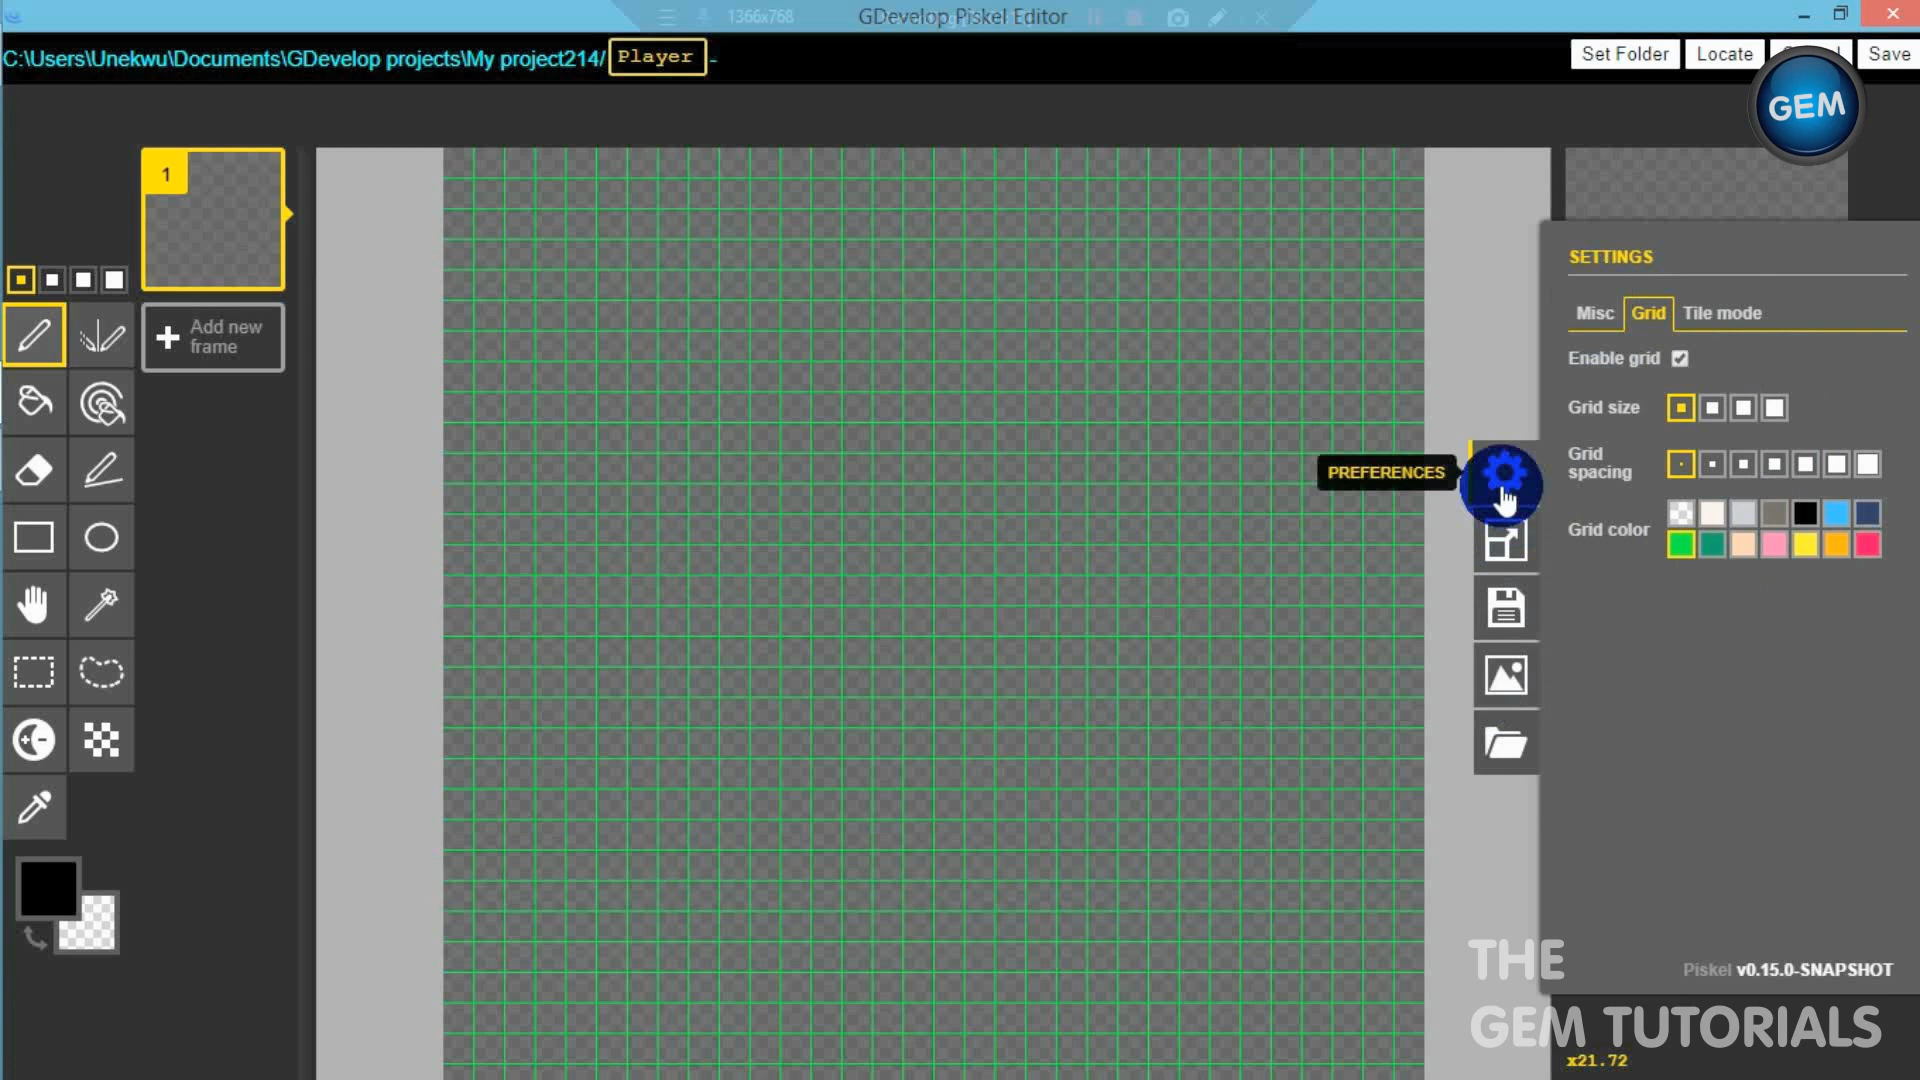 1366x768
GDevelop Piskel Editor
C:\Users\Unekwu\Documents\GDevelop projects\My project214/
Player
-
Set Folder
Locate
Save
GEM
1
Add new
frame
SETTINGS
Misc
Grid
Tile mode
Enable grid
Grid size
PREFERENCES
Grid
spacing
Grid color
THE
Piskel v0.15.0-SNAPSHOT
GEM TUTORIALS
x21.72